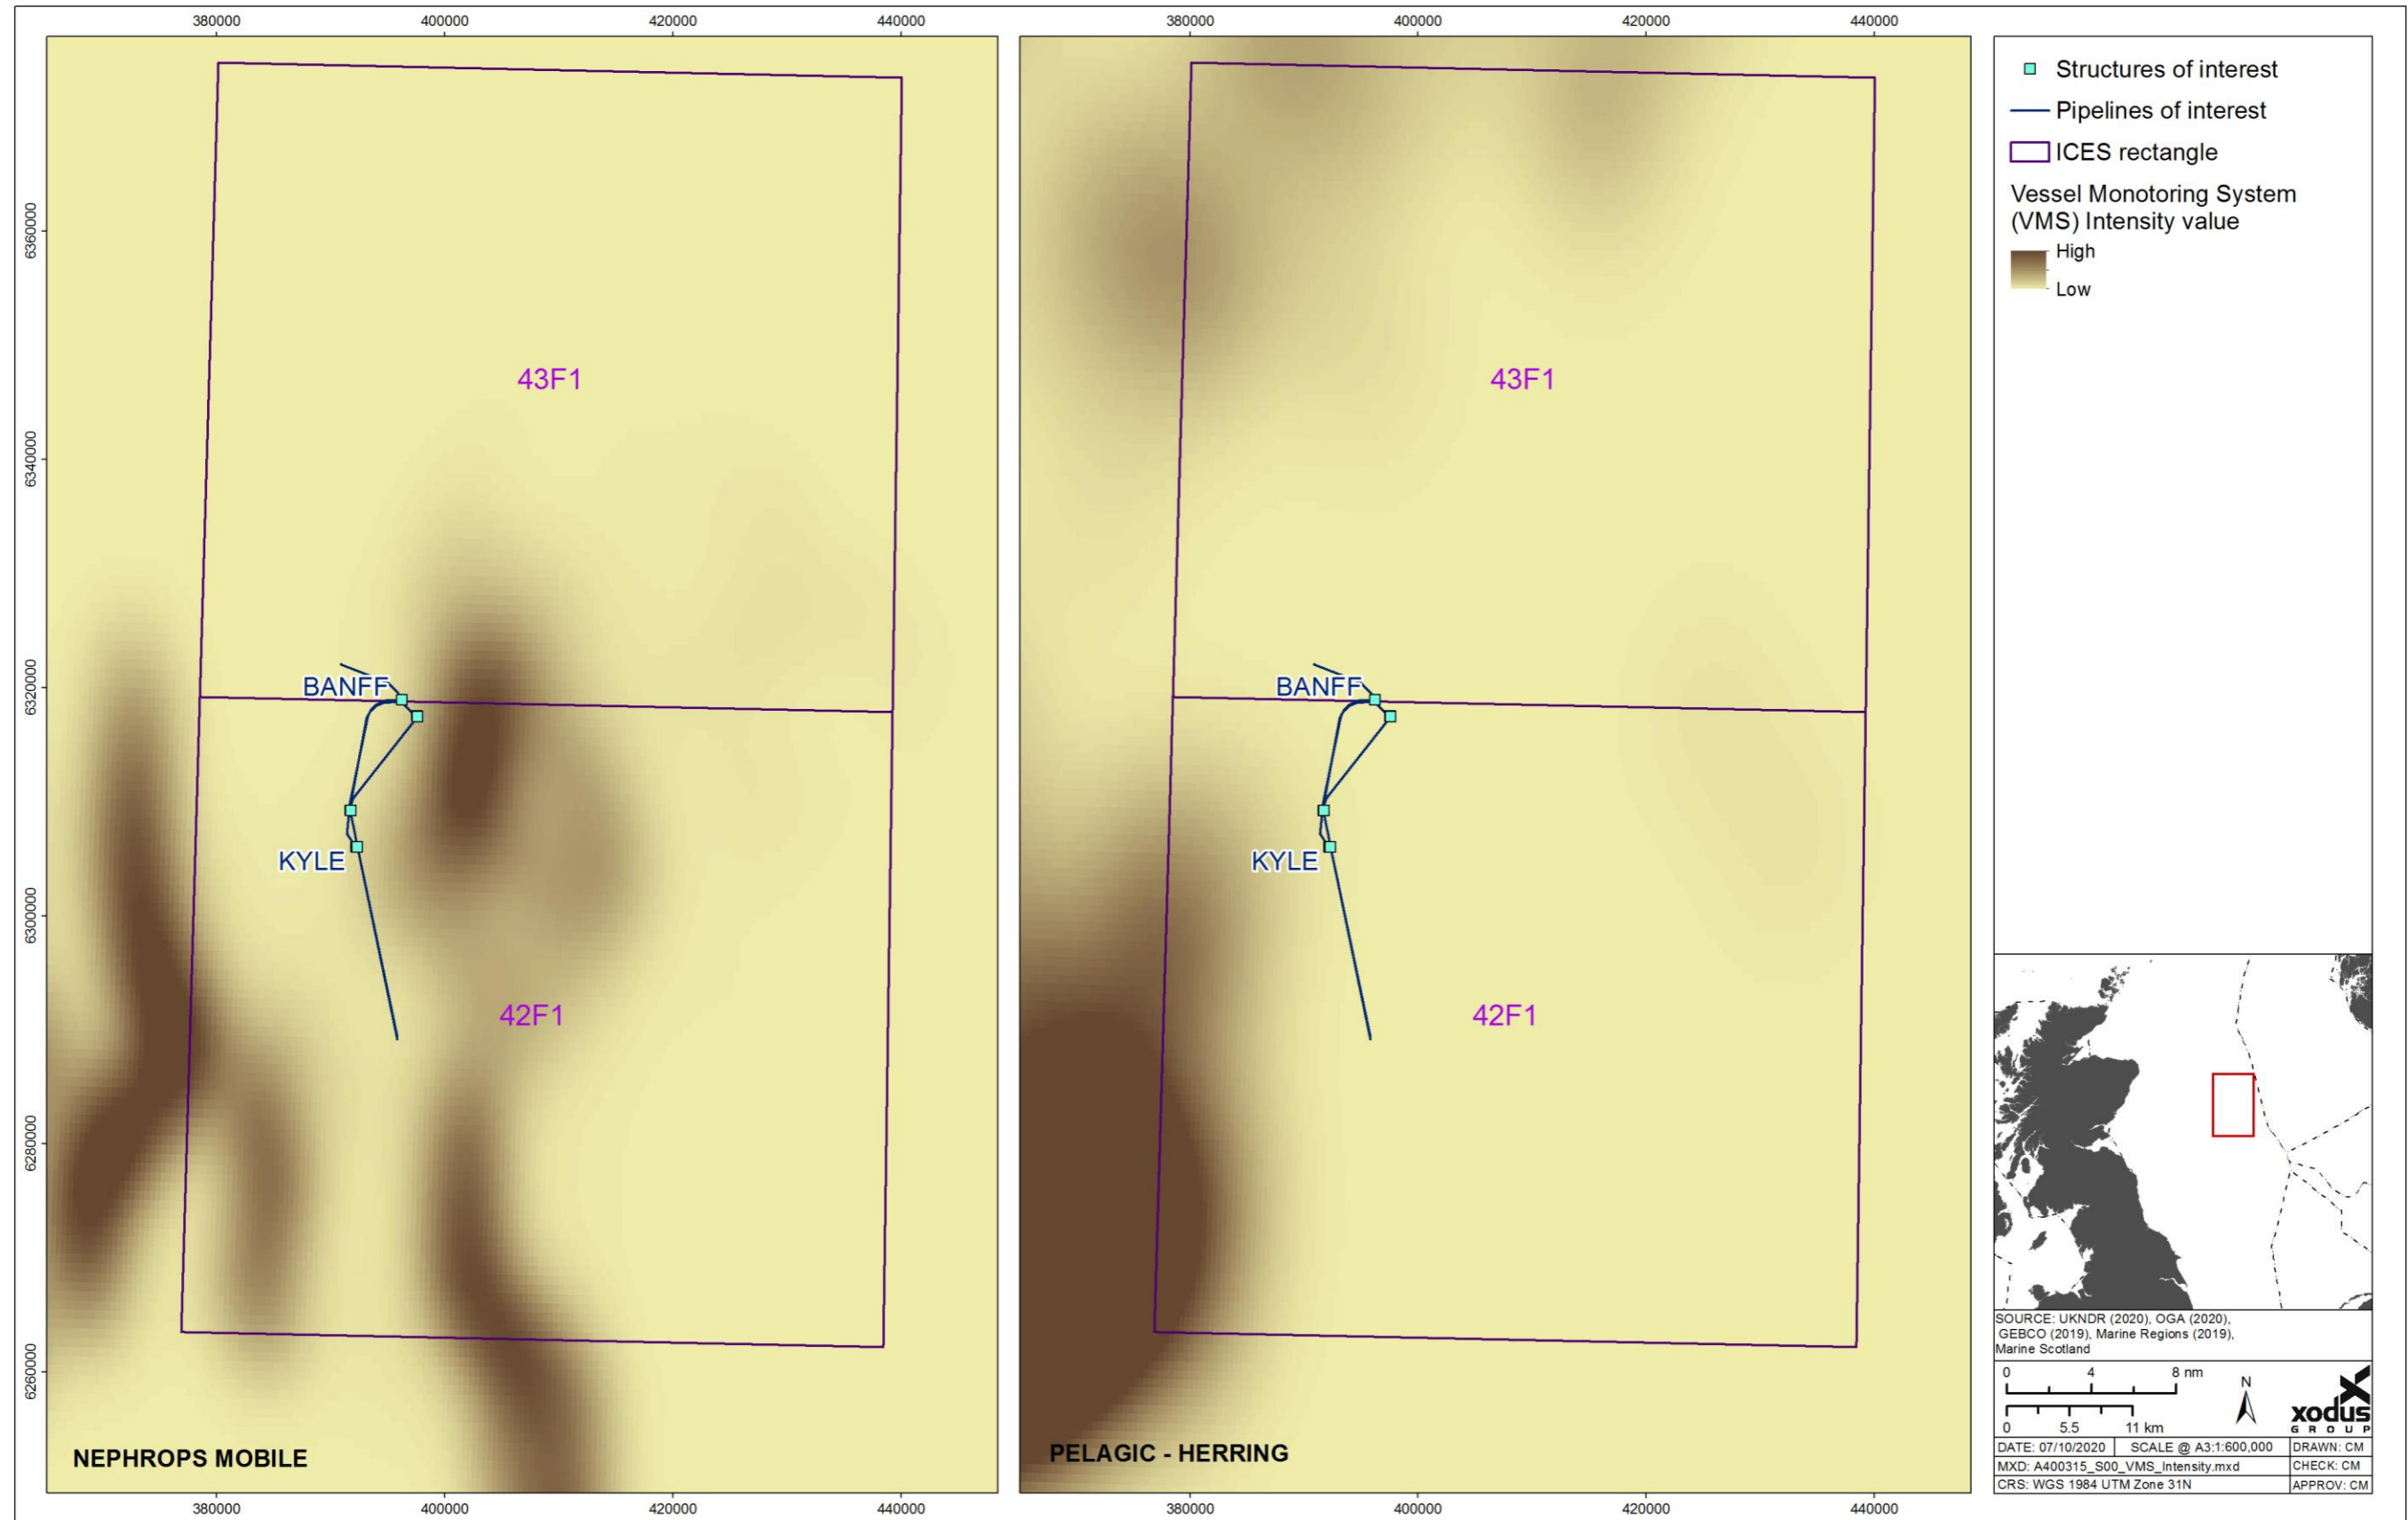 380000 400000 420000 440000 380000 400000 420000 440000
6360000
6340000
6320000
6300000
6280000
6260000
43F1
BANFF
KYLE
42F1
NEPHROPS MOBILE
43F1
BANFF
KYLE
42F1
PELAGIC - HERRING
380000 400000 420000 440000 380000 400000 420000 440000
Structures of interest
Pipelines of interest
ICES rectangle
Vessel Monotoring System
(VMS) Intensity value
High
Low
SOURCE: UKNDR (2020), OGA (2020),
GEBCO (2019), Marine Regions (2019),
Marine Scotland
0 4 8 nm
0 5.5 11 km
N
xodus
GROUP
DATE: 07/10/2020 SCALE @ A3:1:600,000 DRAWN: CM
MXD: A400315_S00_VMS_Intensity.mxd CHECK: CM
CRS: WGS 1984 UTM Zone 31N APPROV: CM